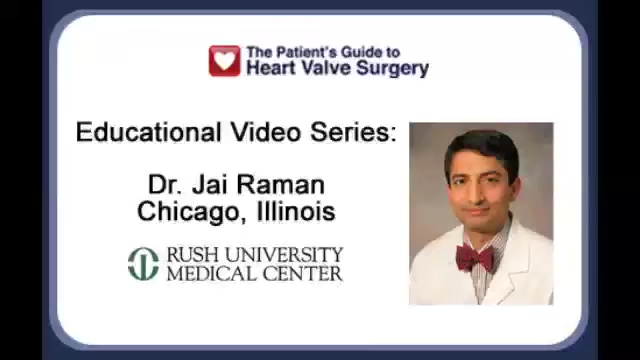 The Patient's Guide to
Heart Valve Surgery
Educational Video Series:
Dr. Jai Raman
Chicago, Illinois
RUSH UNIVERSITY
MEDICAL CENTER